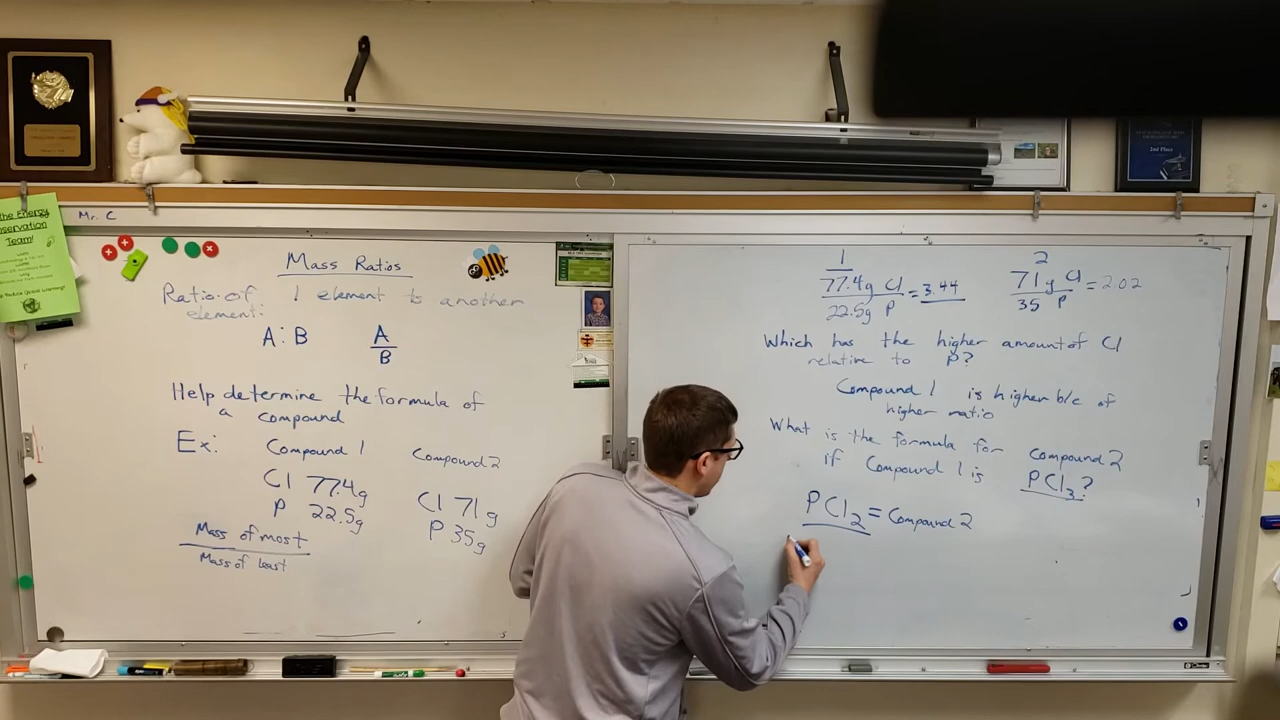 the Energy
servation
Team!
Mr. C
2nd Place
Mass Ratios
Ratio of 1 element to another
element:
A:B
A
B
Help determine the formula of
a compound
Ex: Compound 1 Compound 2
Cl 77.4g Cl 71g
P 22.5g P 35g
Mass of most
Mass of least
1 2
77.4g Cl = 3.44 71g Cl = 2.02
22.5g P 35 P
Which has the higher amount of Cl
relative to P?
Compound 1 is higher b/c of
higher ratio
What is the formula for compound 2
if Compound 1 is PCl3?
PCl2 = Compound 2